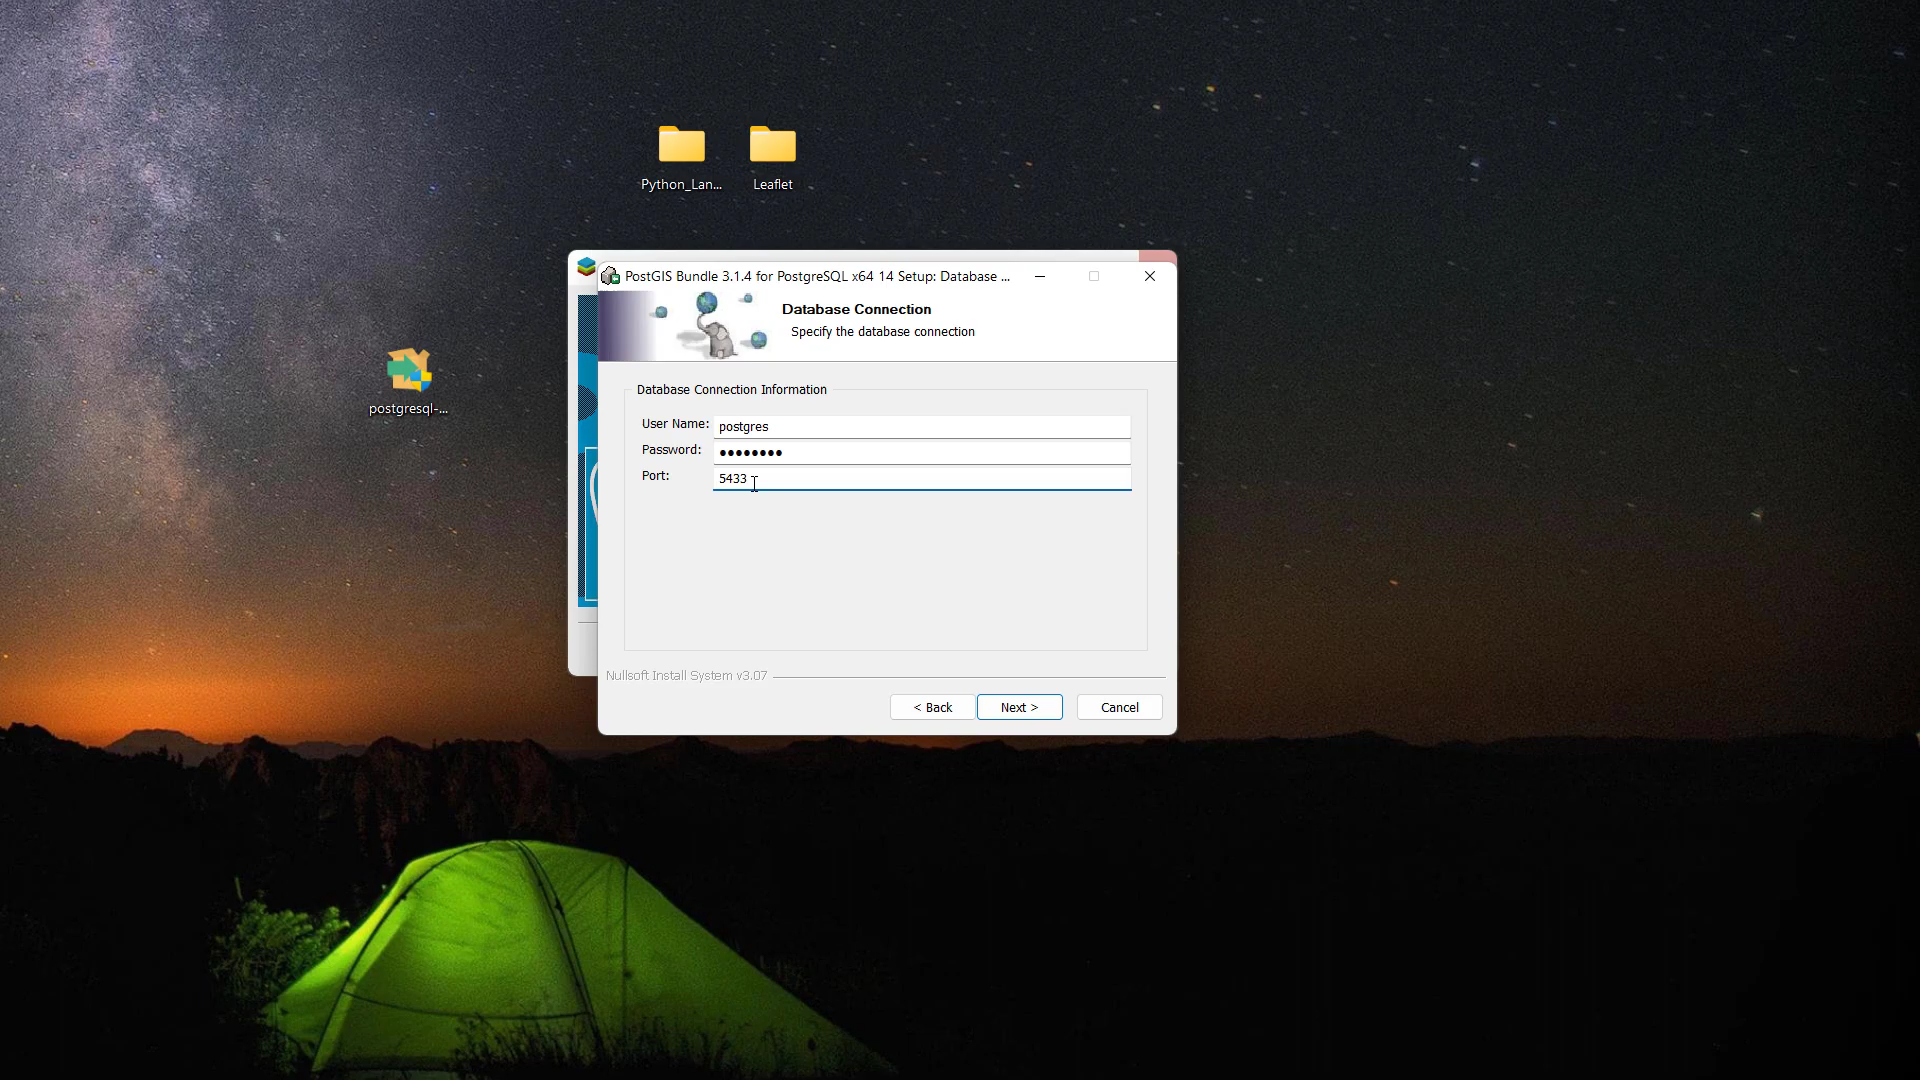 Python_Lan...
Leaflet
PostGIS Bundle 3.1.4 for PostgreSQL x64 14 Setup: Database ...
Database Connection
Specify the database connection
postgresql-...
Database Connection Information
User Name: postgres
Password: ●●●●●●●●
Port: 5433
Nullsoft Install System v3.07
< Back
Next >
Cancel